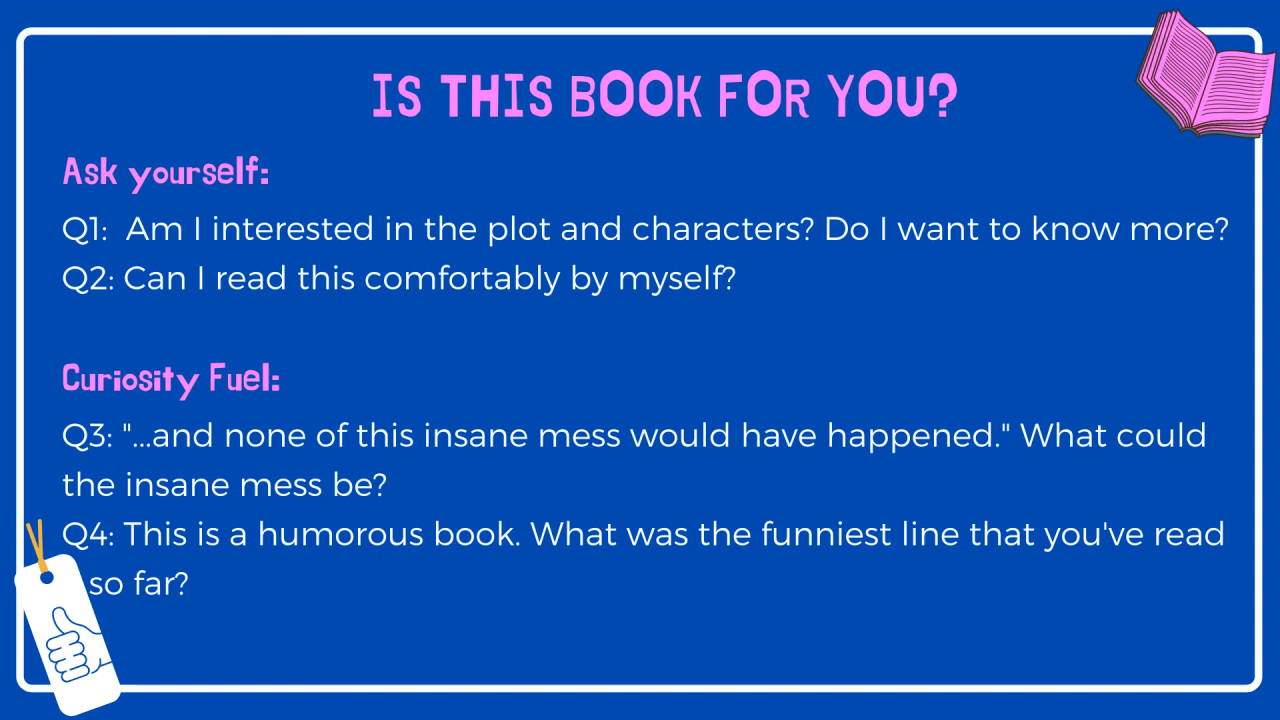 IS THIS BOOK FOR YOU?
Ask yourself:
Q1:  Am I interested in the plot and characters? Do I want to know more?
Q2: Can I read this comfortably by myself?
Curiosity Fuel:
Q3: "...and none of this insane mess would have happened." What could
the insane mess be?
Q4: This is a humorous book. What was the funniest line that you've read
so far?